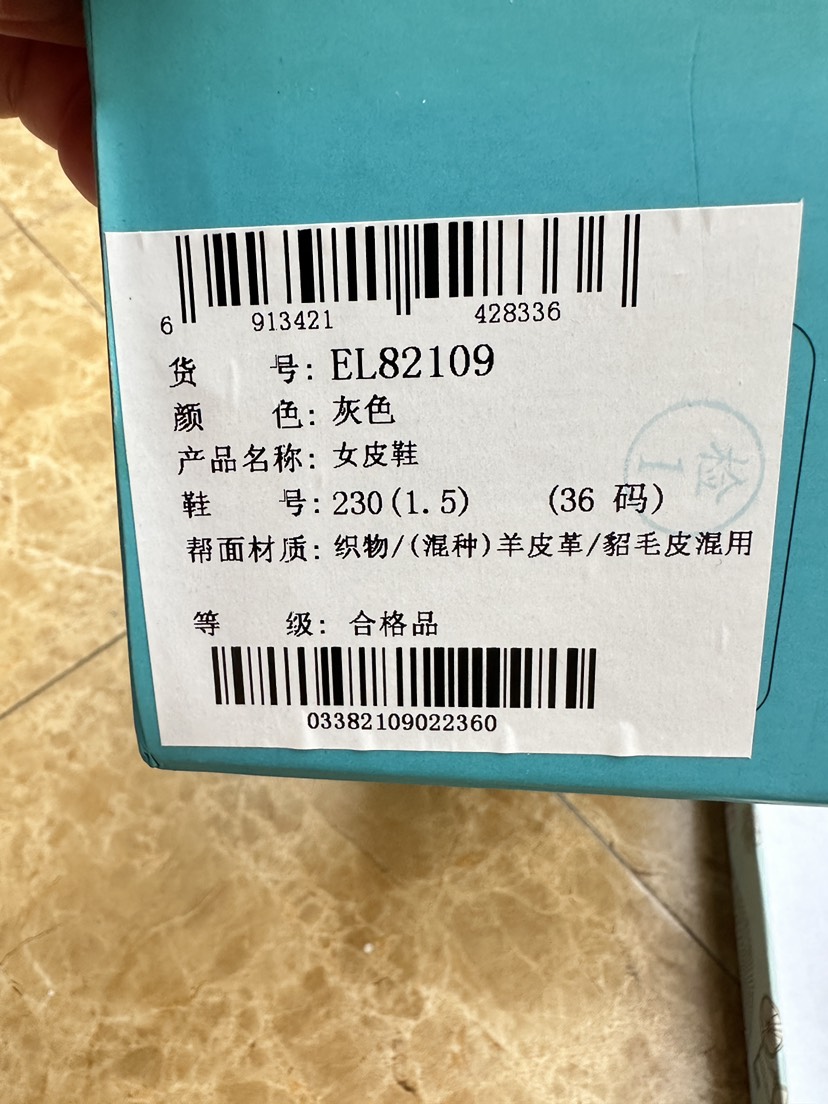 6 913421 428336
货 号: EL82109
颜 色: 灰色
产品名称: 女皮鞋
鞋 号: 230(1.5) (36 码)
帮面材质: 织物/(混种)羊皮革/貂毛皮混用
等 级: 合格品
03382109022360
检
1